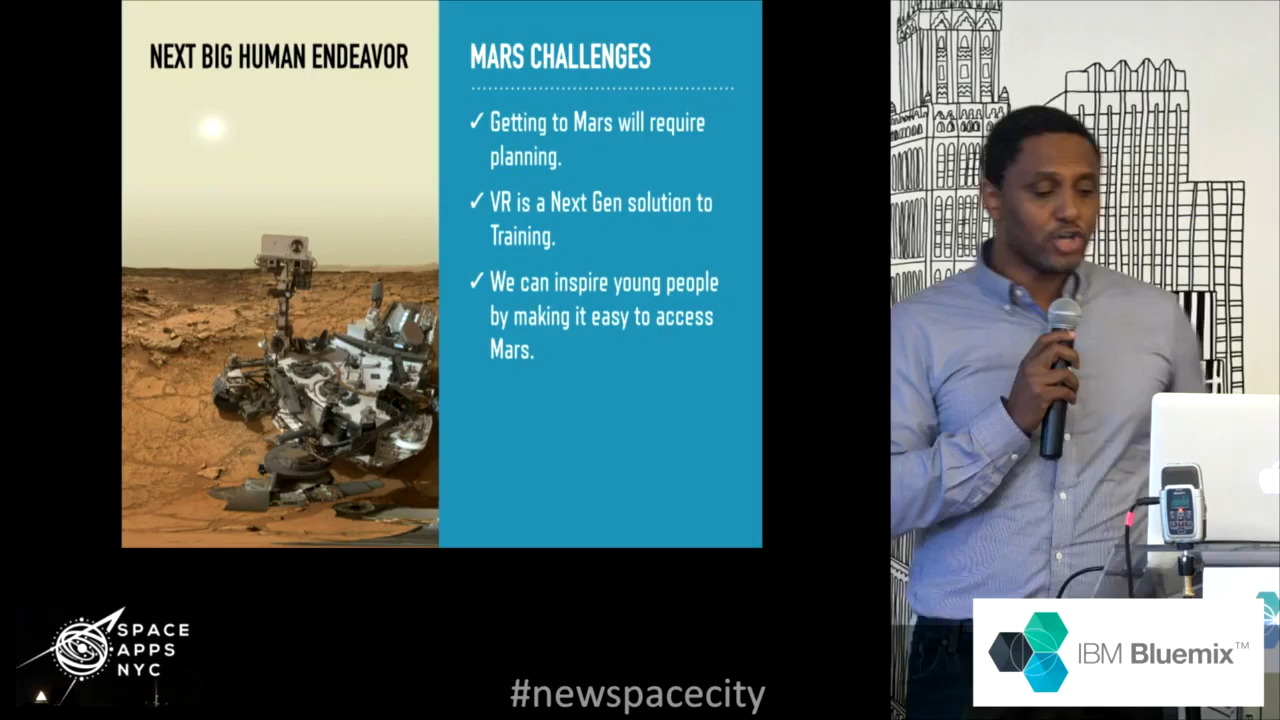 NEXT BIG HUMAN ENDEAVOR
MARS CHALLENGES
✓ Getting to Mars will require
planning.
✓ VR is a Next Gen solution to
Training.
✓ We can inspire young people
by making it easy to access
Mars.
SPACE
APPS
NYC
#newspacecity
IBM Bluemix™